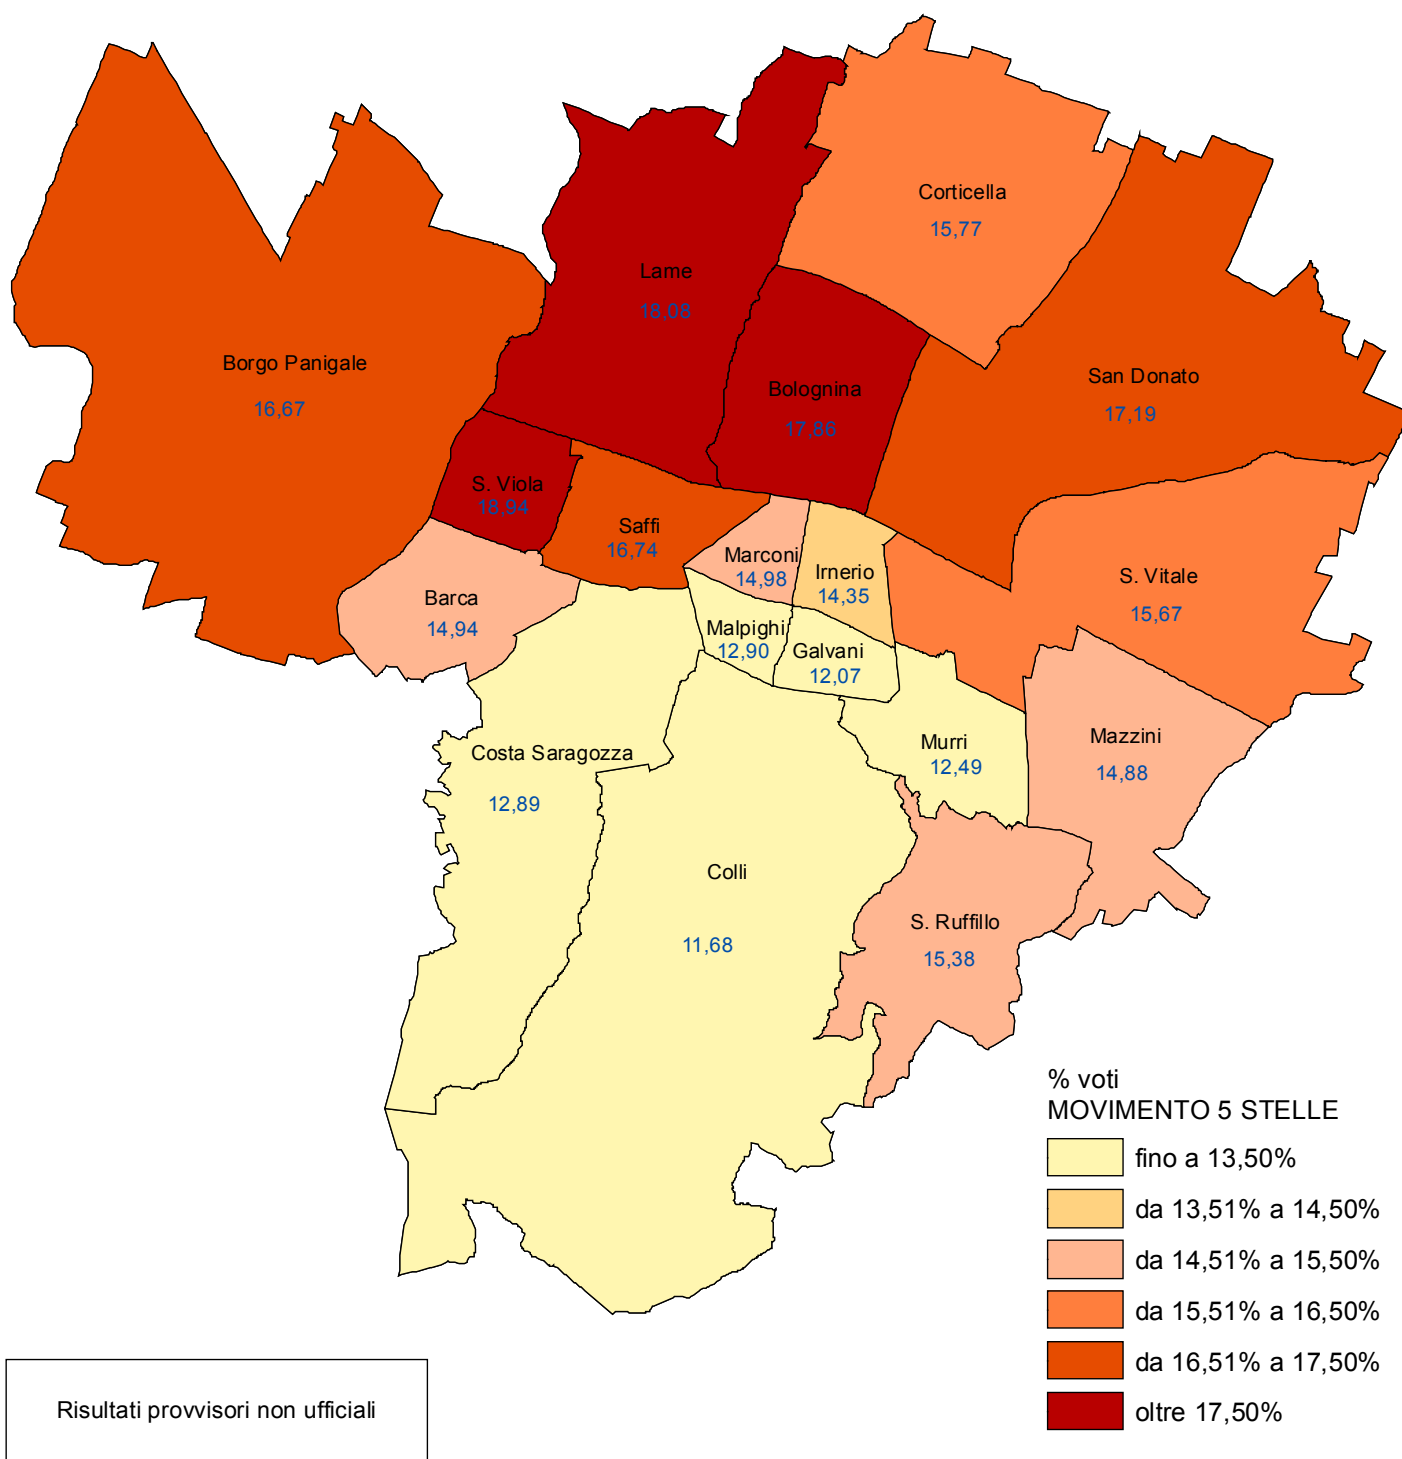 Corticella
15,77
Lame
18,08
Borgo Panigale
16,67
Bolognina
17,86
San Donato
17,19
S. Viola
18,94
Saffi
16,74
Marconi
14,98
Irnerio
14,35
S. Vitale
15,67
Barca
14,94
Malpighi
12,90
Galvani
12,07
Costa Saragozza
12,89
Murri
12,49
Mazzini
14,88
Colli
11,68
S. Ruffillo
15,38
% voti
MOVIMENTO 5 STELLE
fino a 13,50%
da 13,51% a 14,50%
da 14,51% a 15,50%
da 15,51% a 16,50%
da 16,51% a 17,50%
oltre 17,50%
Risultati provvisori non ufficiali